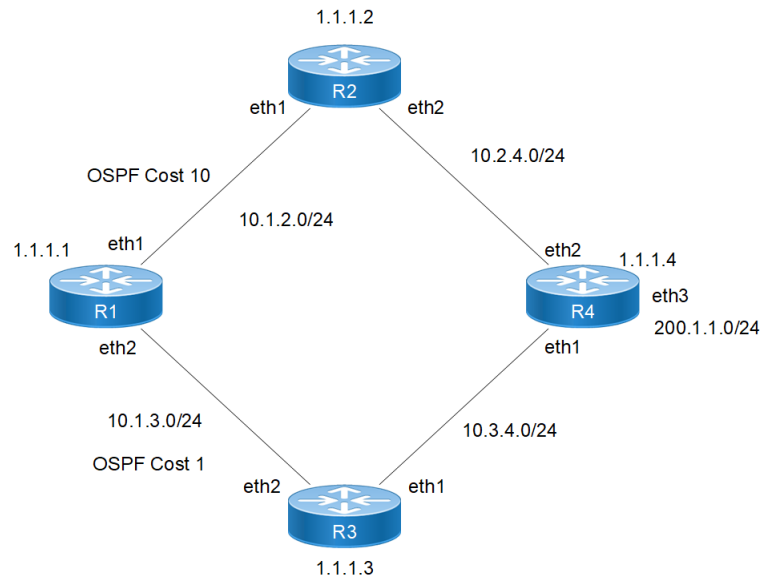 1.1.1.2
R2
eth1
eth2
10.2.4.0/24
OSPF Cost 10
10.1.2.0/24
1.1.1.1
eth1
R1
eth2
eth2
1.1.1.4
eth3
R4
200.1.1.0/24
eth1
10.1.3.0/24
OSPF Cost 1
10.3.4.0/24
eth2
eth1
R3
1.1.1.3